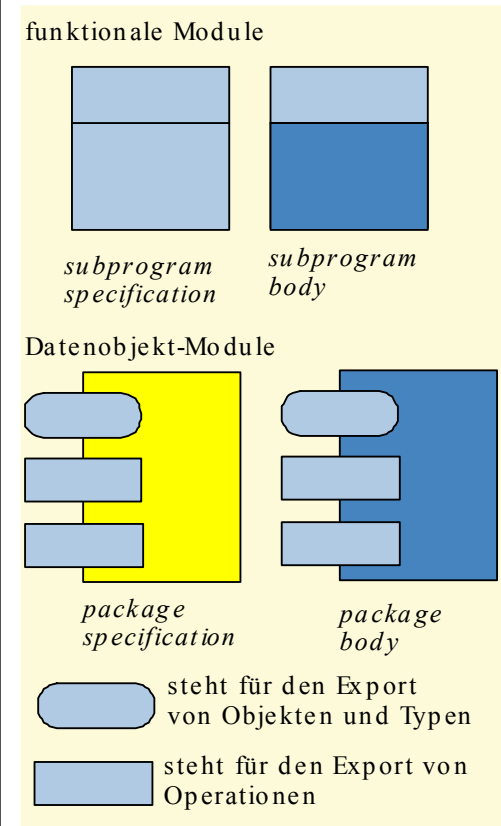 funktionale Module
subprogram
specification
subprogram
body
Datenobjekt-Module
package
specification
package
body
steht für den Export
von Objekten und Typen
steht für den Export von
Operationen